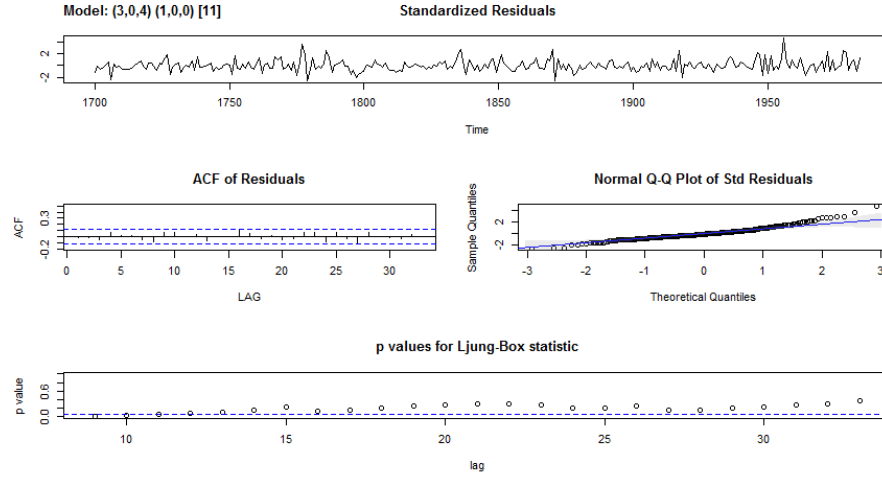 Model: (3,0,4) (1,0,0) [11] Standardized Residuals
2
-2
1700 1750 1800 1850 1900 1950
Time
ACF of Residuals
ACF
-0.2 0.3
0 5 10 15 20 25 30
LAG
Normal Q-Q Plot of Std Residuals
Sample Quantiles
-2 2
-3 -2 -1 0 1 2 3
Theoretical Quantiles
p values for Ljung-Box statistic
p value
0.0 0.6
10 15 20 25 30
lag